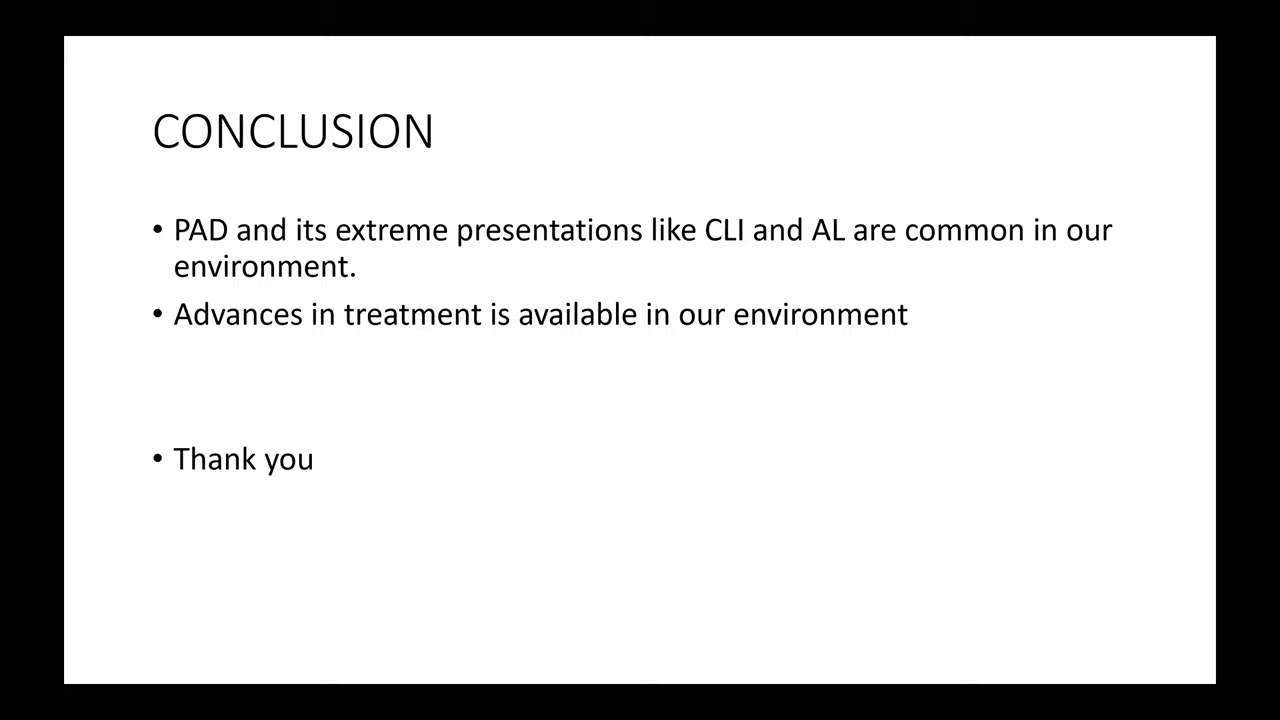 CONCLUSION
• PAD and its extreme presentations like CLI and AL are common in our
environment.
• Advances in treatment is available in our environment
• Thank you